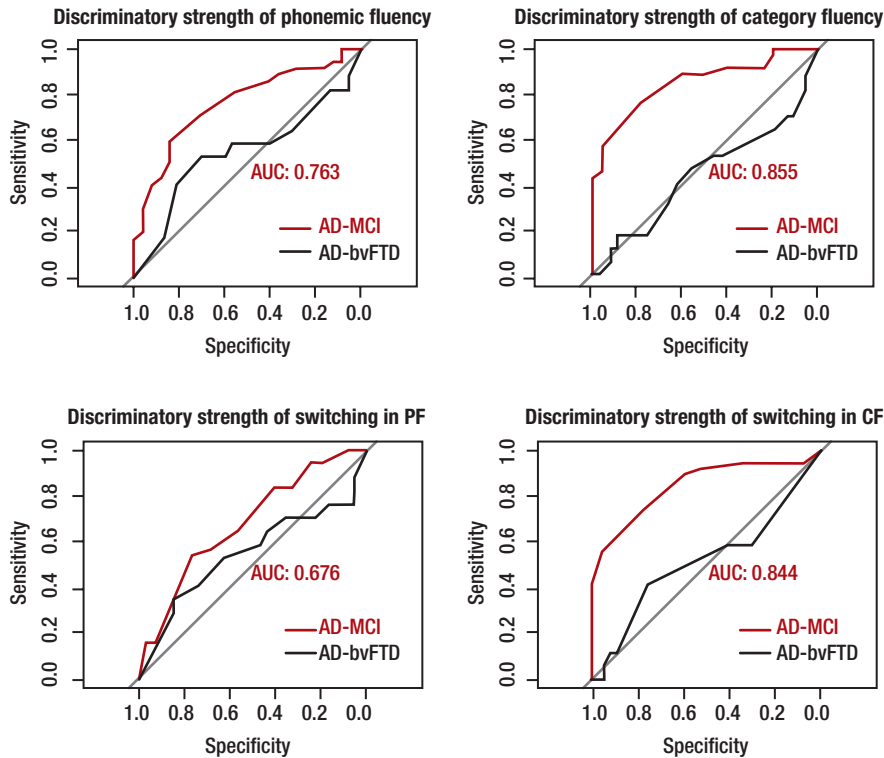 Discriminatory strength of phonemic fluency
Sensitivity
1.0
0.8
0.6
0.4
0.2
0.0
AUC: 0.763
AD-MCI
AD-bvFTD
1.0 0.8 0.6 0.4 0.2 0.0
Specificity
Discriminatory strength of category fluency
Sensitivity
1.0
0.8
0.6
0.4
0.2
0.0
AUC: 0.855
AD-MCI
AD-bvFTD
1.0 0.8 0.6 0.4 0.2 0.0
Specificity
Discriminatory strength of switching in PF
Sensitivity
1.0
0.8
0.6
0.4
0.2
0.0
AUC: 0.676
AD-MCI
AD-bvFTD
1.0 0.8 0.6 0.4 0.2 0.0
Specificity
Discriminatory strength of switching in CF
Sensitivity
1.0
0.8
0.6
0.4
0.2
0.0
AUC: 0.844
AD-MCI
AD-bvFTD
1.0 0.8 0.6 0.4 0.2 0.0
Specificity